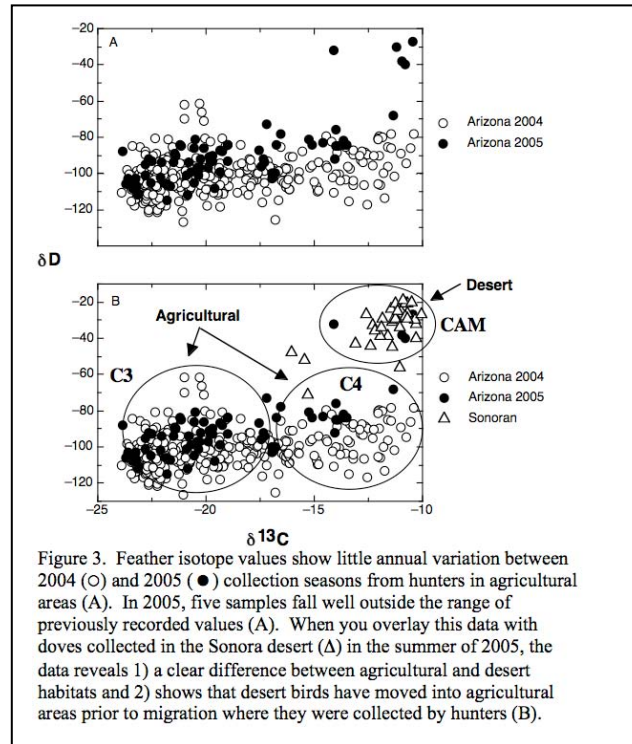 A
−20
−40
−60
−80
−100
−120
○ Arizona 2004
● Arizona 2005
δD
B
−20
−40
−60
−80
−100
−120
Desert
CAM
Agricultural
C3
C4
○ Arizona 2004
● Arizona 2005
△ Sonoran
−25 −20 −15 −10
δ ¹³C
Figure 3. Feather isotope values show little annual variation between
2004 (○) and 2005 (●) collection seasons from hunters in agricultural
areas (A). In 2005, five samples fall well outside the range of
previously recorded values (A). When you overlay this data with
doves collected in the Sonora desert (Δ) in the summer of 2005, the
data reveals 1) a clear difference between agricultural and desert
habitats and 2) shows that desert birds have moved into agricultural
areas prior to migration where they were collected by hunters (B).